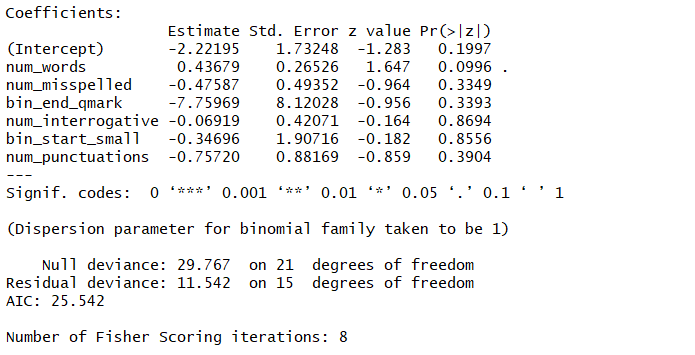 Coefficients:
                  Estimate Std. Error z value Pr(>|z|)
(Intercept)       -2.22195    1.73248  -1.283   0.1997
num_words          0.43679    0.26526   1.647   0.0996 .
num_misspelled    -0.47587    0.49352  -0.964   0.3349
bin_end_qmark     -7.75969    8.12028  -0.956   0.3393
num_interrogative -0.06919    0.42071  -0.164   0.8694
bin_start_small   -0.34696    1.90716  -0.182   0.8556
num_punctuations  -0.75720    0.88169  -0.859   0.3904
---
Signif. codes:  0 ‘***’ 0.001 ‘**’ 0.01 ‘*’ 0.05 ‘.’ 0.1 ‘ ’ 1

(Dispersion parameter for binomial family taken to be 1)

    Null deviance: 29.767  on 21  degrees of freedom
Residual deviance: 11.542  on 15  degrees of freedom
AIC: 25.542

Number of Fisher Scoring iterations: 8